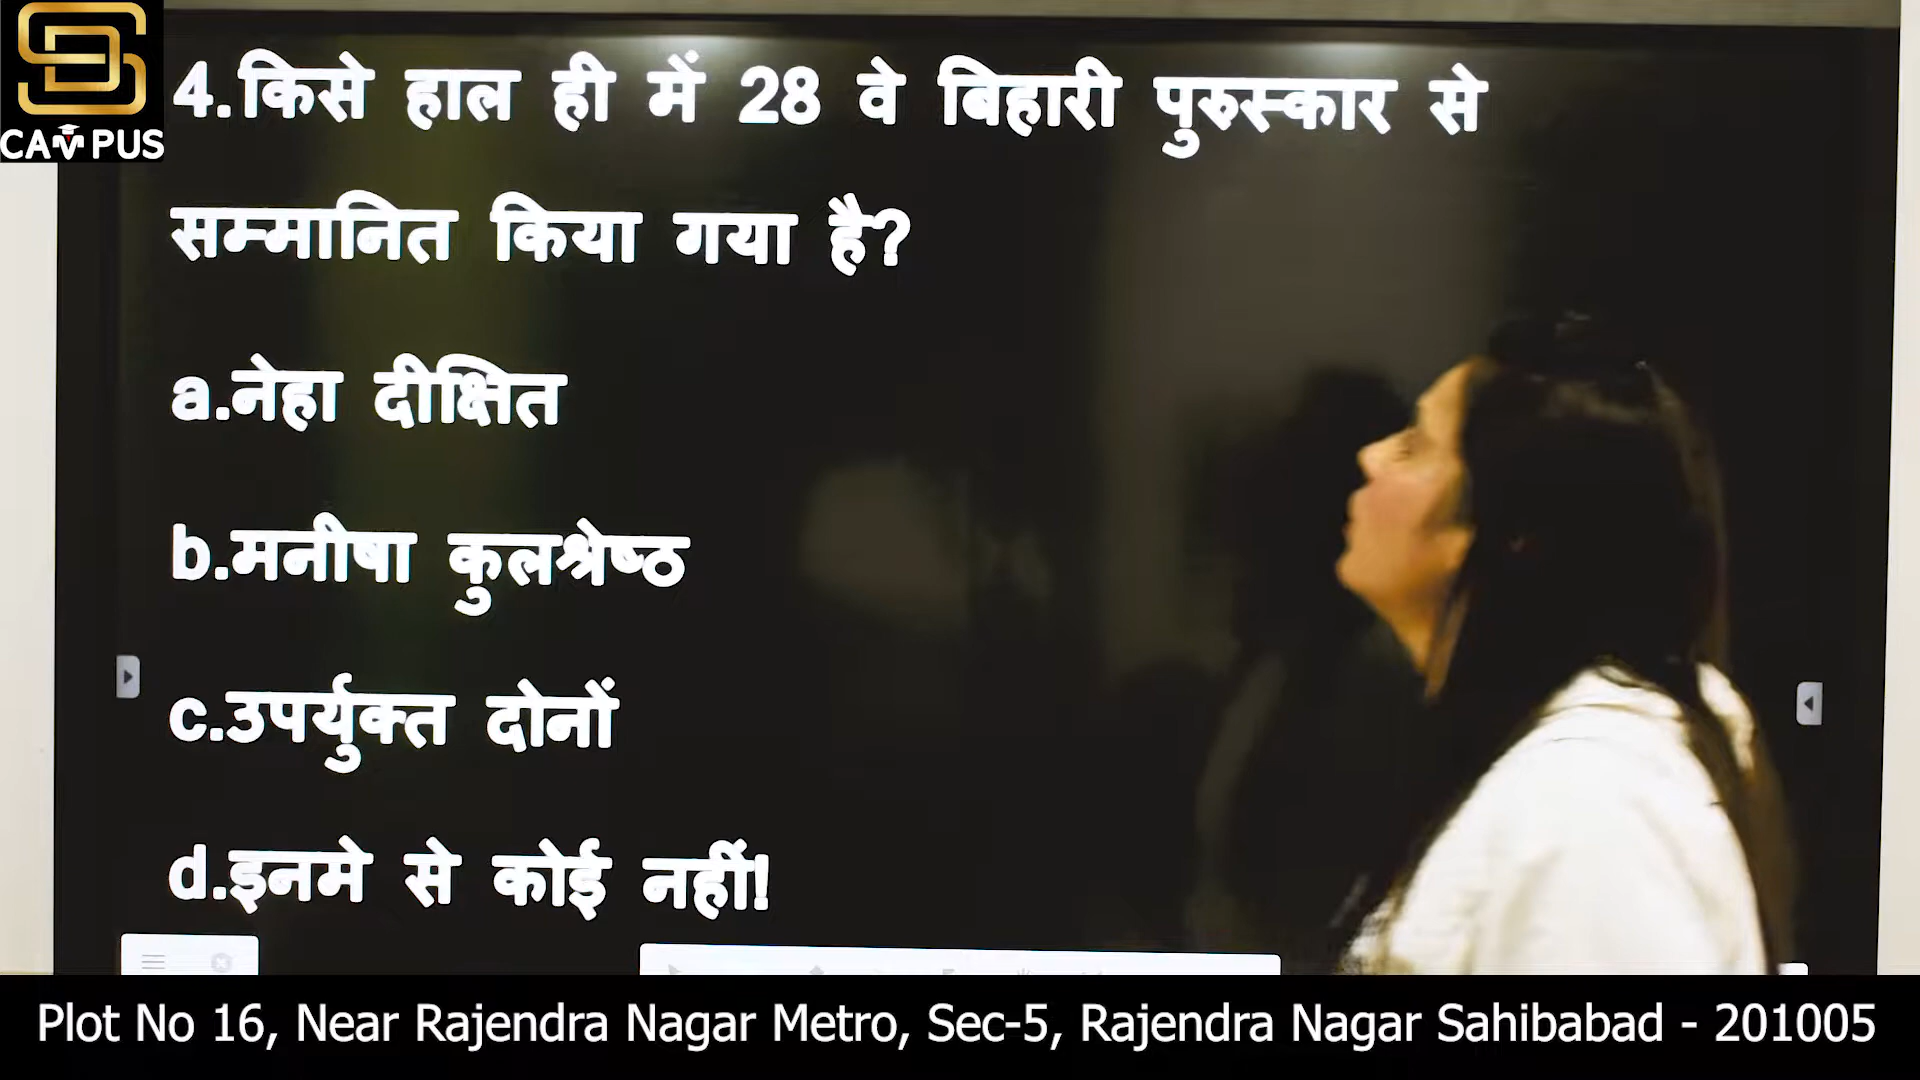 SD
CAMPUS
4.किसे हाल ही में 28 वे बिहारी पुरुस्कार से
सम्मानित किया गया है?
a.नेहा दीक्षित
b.मनीषा कुलश्रेष्ठ
c.उपर्युक्त दोनों
d.इनमे से कोई नहीं!
Plot No 16, Near Rajendra Nagar Metro, Sec-5, Rajendra Nagar Sahibabad - 201005